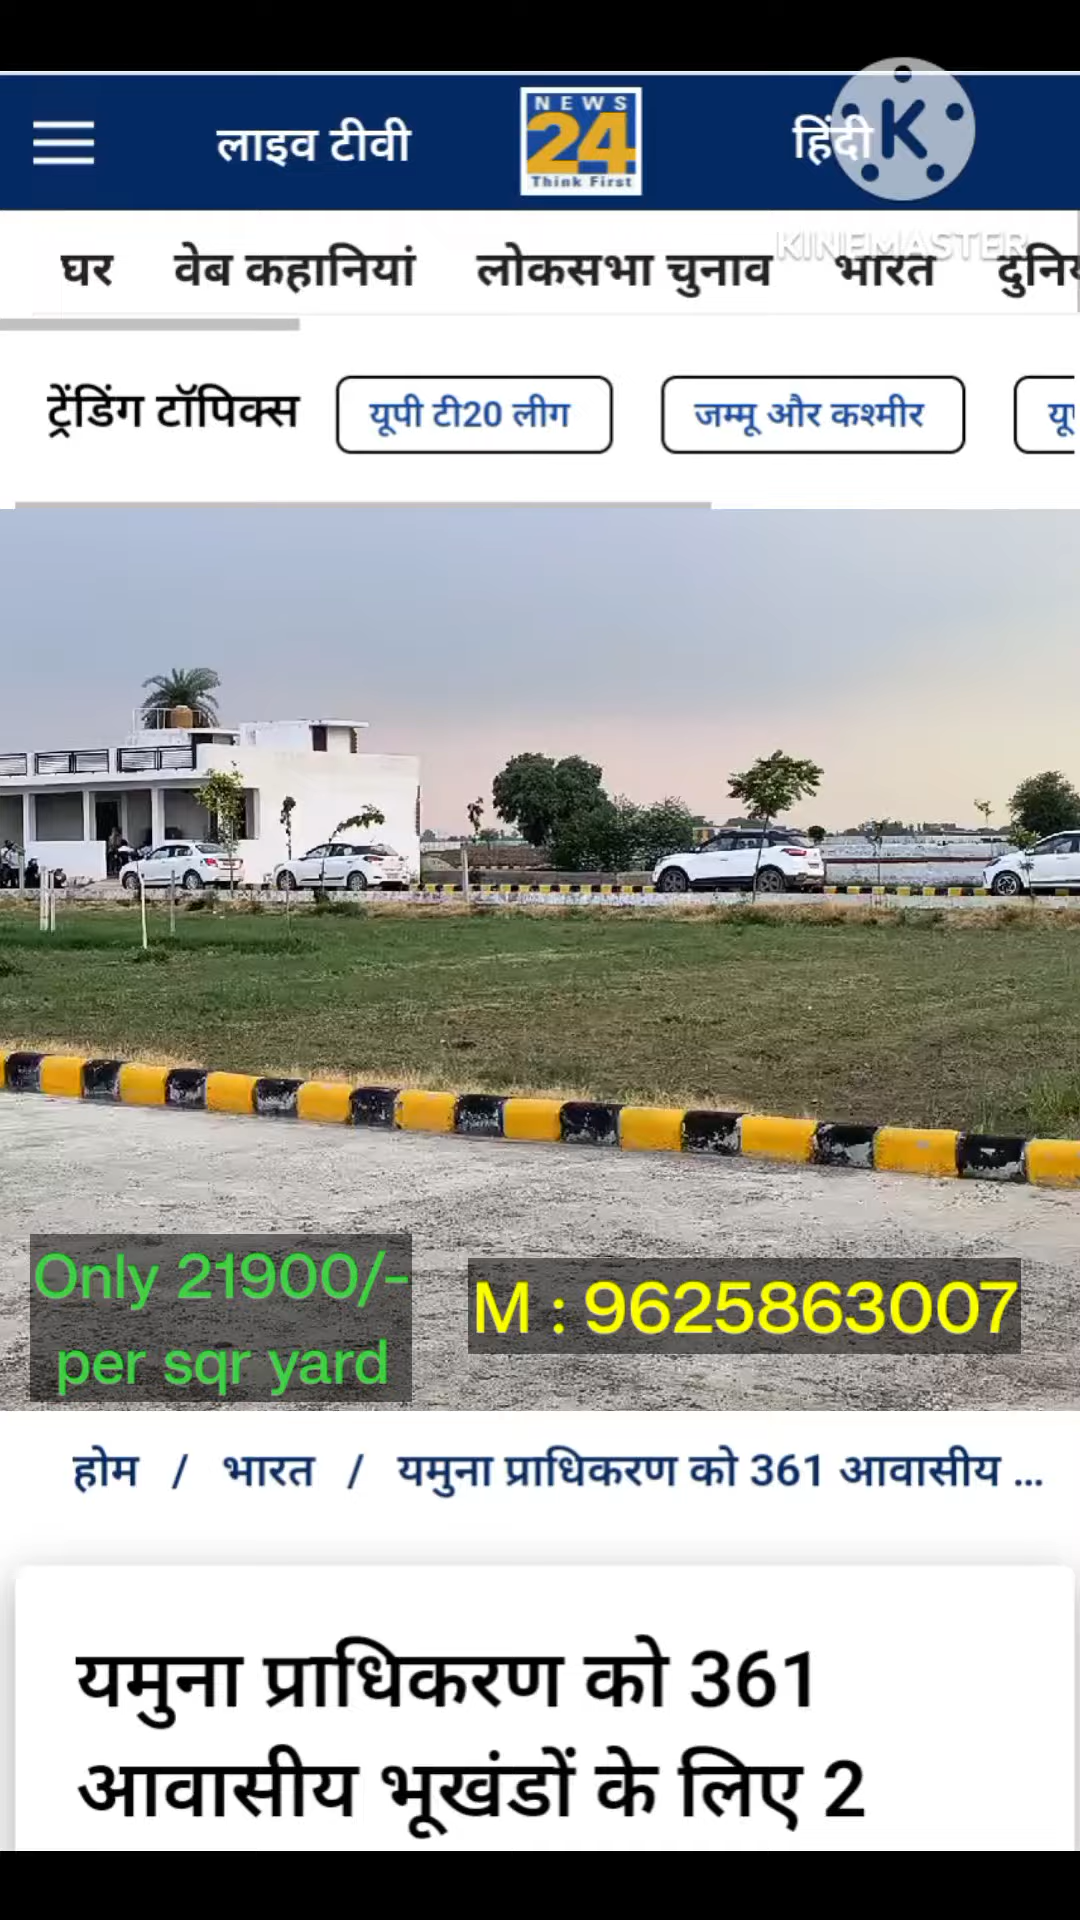 लाइव टीवी
NEWS
24
Think First
हिंदी
K
KINEMASTER
घर वेब कहानियां लोकसभा चुनाव भारत
ट्रेंडिंग टॉपिक्स यूपी टी20 लीग जम्मू और कश्मीर
Only 21900/-
per sqr yard
M : 9625863007
होम / भारत / यमुना प्राधिकरण को 361 आवासीय ...
यमुना प्राधिकरण को 361
आवासीय भूखंडों के लिए 2